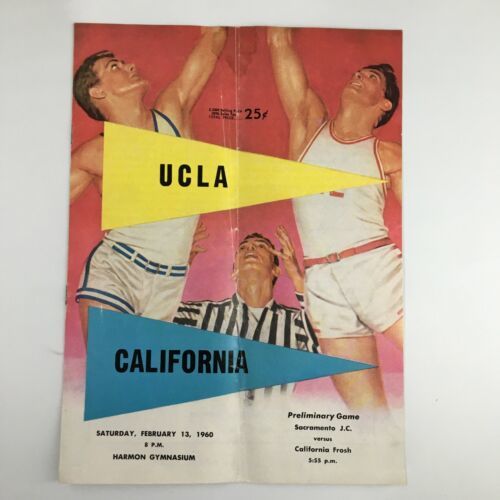 25¢
UCLA
CALIFORNIA
SATURDAY, FEBRUARY 13, 1960
8 P.M.
HARMON GYMNASIUM
Preliminary Game
Sacramento J.C.
versus
California Frosh
5:55 p.m.